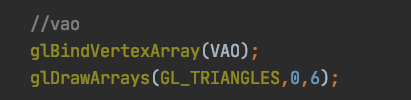 //vao
glBindVertexArray(VAO);
glDrawArrays(GL_TRIANGLES,0,6);